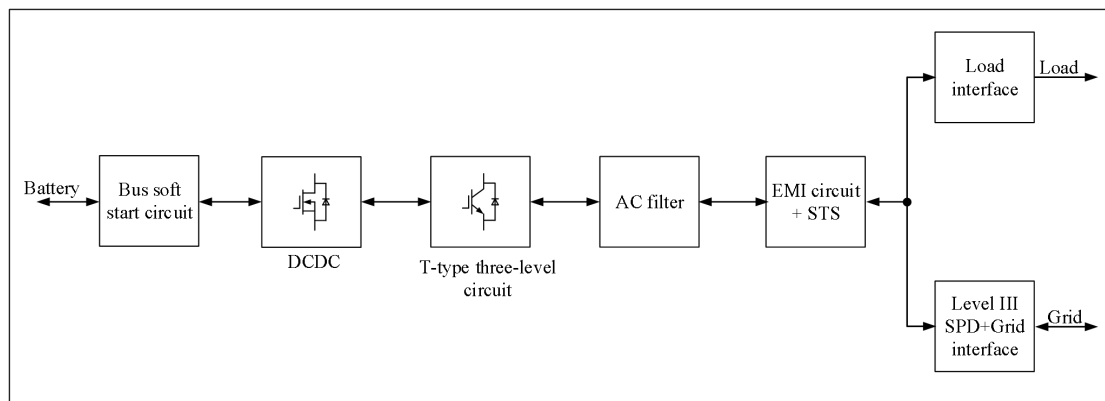 Battery
Bus soft
start circuit
DCDC
T-type three-level
circuit
AC filter
EMI circuit
+ STS
Load
interface
Load
Level III
SPD+Grid
interface
Grid